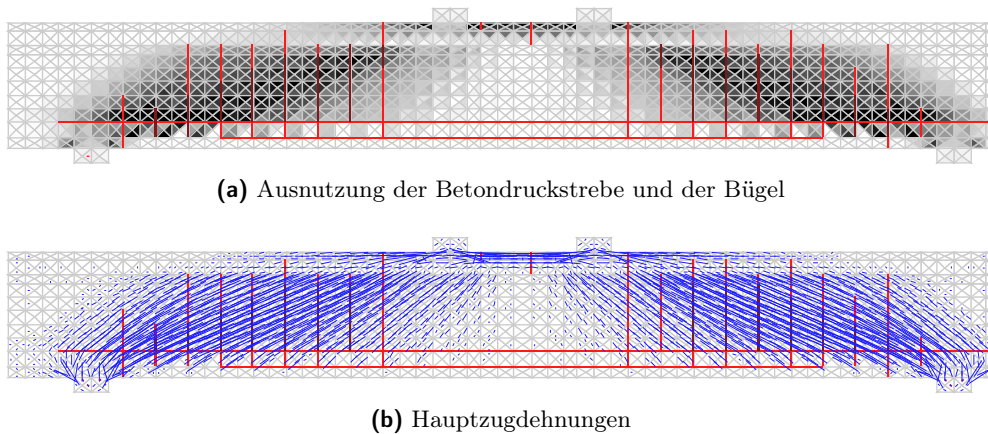 (a) Ausnutzung der Betondruckstrebe und der Bügel
(b) Hauptzugdehnungen